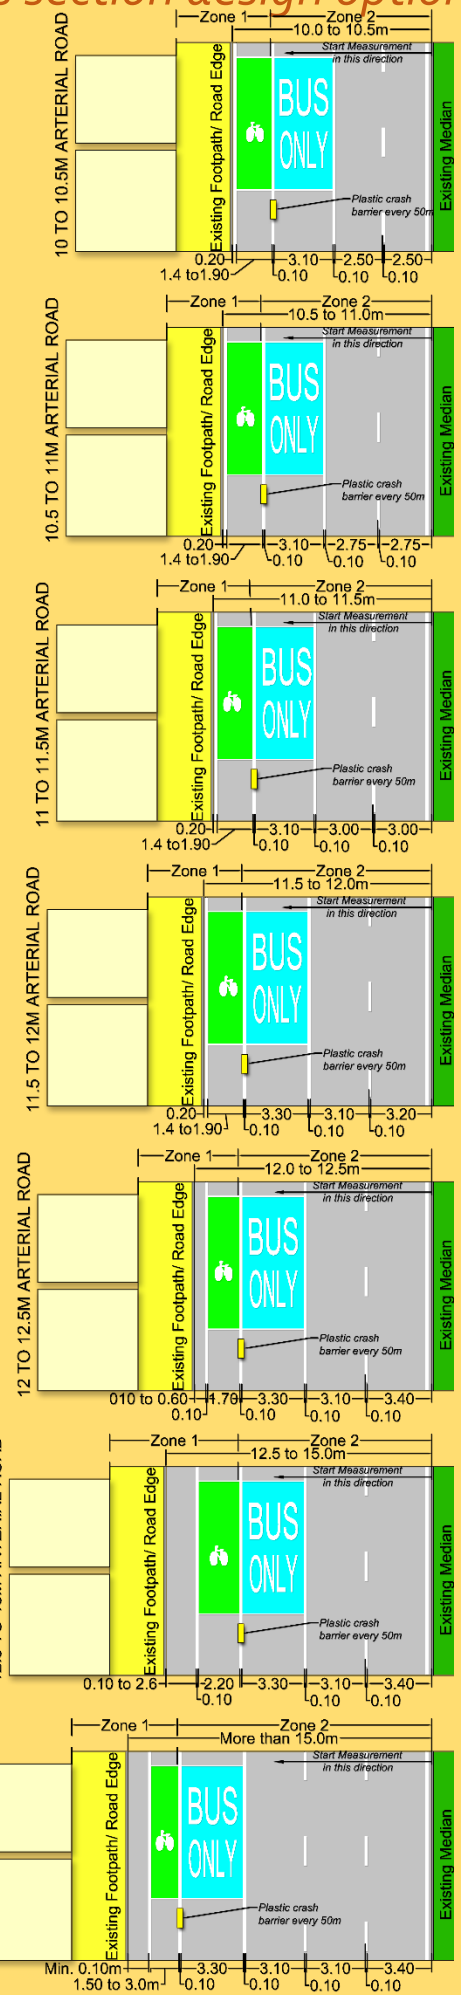 s section design option
Zone 1 Zone 2
10.0 to 10.5m
Start Measurement
in this direction
10 TO 10.5M ARTERIAL ROAD
Existing Footpath/ Road Edge
BUS
ONLY
Existing Median
Plastic crash
barrier every 50m
0.20 3.10 2.50 2.50
1.4 to1.90 0.10 0.10 0.10
Zone 1 Zone 2
10.5 to 11.0m
Start Measurement
in this direction
10.5 TO 11M ARTERIAL ROAD
Existing Footpath/ Road Edge
BUS
ONLY
Existing Median
Plastic crash
barrier every 50m
0.20 3.10 2.75 2.75
1.4 to1.90 0.10 0.10 0.10
Zone 1 Zone 2
11.0 to 11.5m
Start Measurement
in this direction
11 TO 11.5M ARTERIAL ROAD
Existing Footpath/ Road Edge
BUS
ONLY
Existing Median
Plastic crash
barrier every 50m
0.20 3.10 3.00 3.00
1.4 to1.90 0.10 0.10 0.10
Zone 1 Zone 2
11.5 to 12.0m
Start Measurement
in this direction
11.5 TO 12M ARTERIAL ROAD
Existing Footpath/ Road Edge
BUS
ONLY
Existing Median
Plastic crash
barrier every 50m
0.20 3.30 3.10 3.20
1.4 to1.90 0.10 0.10 0.10
Zone 1 Zone 2
12.0 to 12.5m
Start Measurement
in this direction
12 TO 12.5M ARTERIAL ROAD
Existing Footpath/ Road Edge
BUS
ONLY
Existing Median
Plastic crash
barrier every 50m
010 to 0.60 1.70 3.30 3.10 3.40
0.10 0.10 0.10 0.10
Zone 1 Zone 2
12.5 to 15.0m
Start Measurement
in this direction
Existing Footpath/ Road Edge
BUS
ONLY
Existing Median
Plastic crash
barrier every 50m
0.10 to 2.6 2.20 3.30 3.10 3.40
0.10 0.10 0.10 0.10
Zone 1 Zone 2
More than 15.0m
Start Measurement
in this direction
Existing Footpath/ Road Edge
BUS
ONLY
Existing Median
Plastic crash
barrier every 50m
Min. 0.10m 3.30 3.10 3.10 3.40
1.50 to 3.0m 0.10 0.10 0.10 0.10